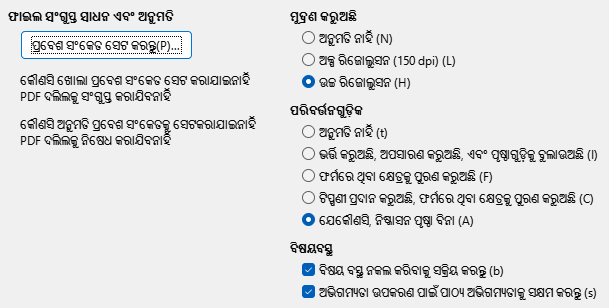 ଫାଇଲ ସଂଗୁପ୍ତ ସାଧନ ଏବଂ ଅନୁମତି
ପ୍ରବେଶ ସଂକେତ ସେଟ କରନ୍ତୁ(P)...
କୌଣସି ଖୋଲା ପ୍ରବେଶ ସଂକେତ ସେଟ କରାଯାଇନାହିଁ
PDF ଦଲିଲକୁ ସଂଗୁପ୍ତ କରାଯିବନାହିଁ
କୌଣସି ଅନୁମତି ପ୍ରବେଶ ସଂକେତକୁ ସେଟକରାଯାଇନାହିଁ
PDF ଦଲିଲକୁ ନିଷେଧ କରାଯିବନାହିଁ
ମୁଦ୍ରଣ କରୁଅଛି
ଅନୁମତି ନାହିଁ (N)
ଅଳ୍ପ ରିଜୋଲୁସନ (150 dpi) (L)
ଉଚ୍ଚ ରିଜୋଲୁସନ (H)
ପରିବର୍ତ୍ତନଗୁଡ଼ିକ
ଅନୁମତି ନାହିଁ (t)
ଭର୍ତ୍ତି କରୁଅଛି, ଅପସାରଣ କରୁଅଛି, ଏବଂ ପୃଷ୍ଠାଗୁଡ଼ିକୁ ବୁଲାଉଅଛି (I)
ଫର୍ମରେ ଥିବା କ୍ଷେତ୍ରକୁ ପୁରଣ କରୁଅଛି (F)
ଟିପ୍ପଣୀ ପ୍ରଦାନ କରୁଅଛି, ଫର୍ମରେ ଥିବା କ୍ଷେତ୍ରକୁ ପୁରଣ କରୁଅଛି (C)
ଯେକୌଣସି, ନିଷ୍କାସନ ପୃଷ୍ଠା ବିନା (A)
ବିଷୟବସ୍ତୁ
ବିଷୟ ବସ୍ତୁ ନକଲ କରିବାକୁ ସକ୍ରିୟ କରନ୍ତୁ (b)
ଅଭିଗମ୍ୟତା ଉପକରଣ ପାଇଁ ପାଠ୍ୟ ଅଭିଗମ୍ୟତାକୁ ସକ୍ଷମ କରନ୍ତୁ (s)